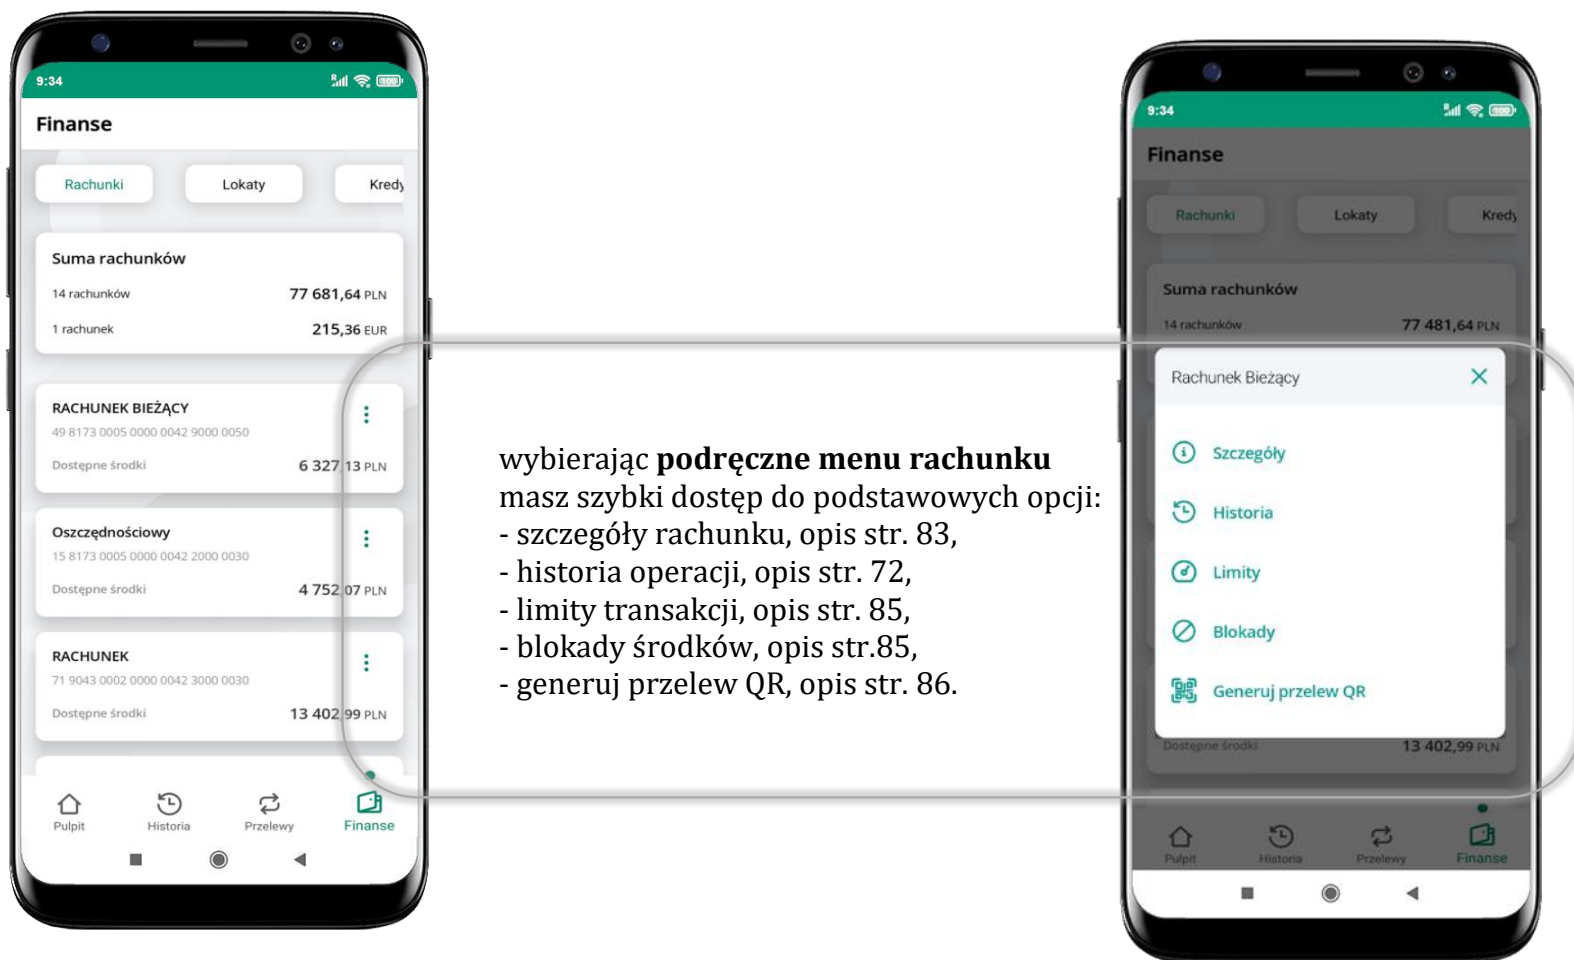 9:34
Finanse
Rachunki Lokaty Kredy
Suma rachunków
14 rachunków 77 681,64 PLN
1 rachunek 215,36 EUR
RACHUNEK BIEŻĄCY
49 8173 0005 0000 0042 9000 0050
Dostępne środki 6 327,13 PLN
Oszczędnościowy
15 8173 0005 0000 0042 2000 0030
Dostępne środki 4 752,07 PLN
RACHUNEK
71 9043 0002 0000 0042 3000 0030
Dostępne środki 13 402,99 PLN
Pulpit Historia Przelewy Finanse
wybierając podręczne menu rachunku
masz szybki dostęp do podstawowych opcji:
- szczegóły rachunku, opis str. 83,
- historia operacji, opis str. 72,
- limity transakcji, opis str. 85,
- blokady środków, opis str.85,
- generuj przelew QR, opis str. 86.
9:34
Finanse
Rachunki Lokaty Kredy
Suma rachunków
14 rachunków 77 481,64 PLN
Rachunek Bieżący
Szczegóły
Historia
Limity
Blokady
Generuj przelew QR
Dostępne środki 13 402,99 PLN
Pulpit Historia Przelewy Finanse